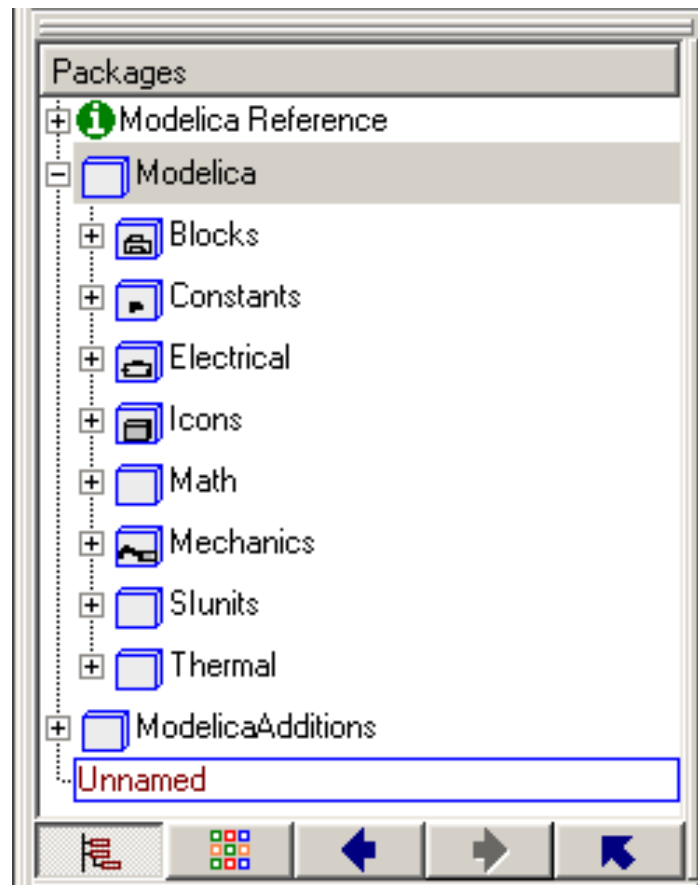 Packages
Modelica Reference
Modelica
Blocks
Constants
Electrical
Icons
Math
Mechanics
SIunits
Thermal
ModelicaAdditions
Unnamed